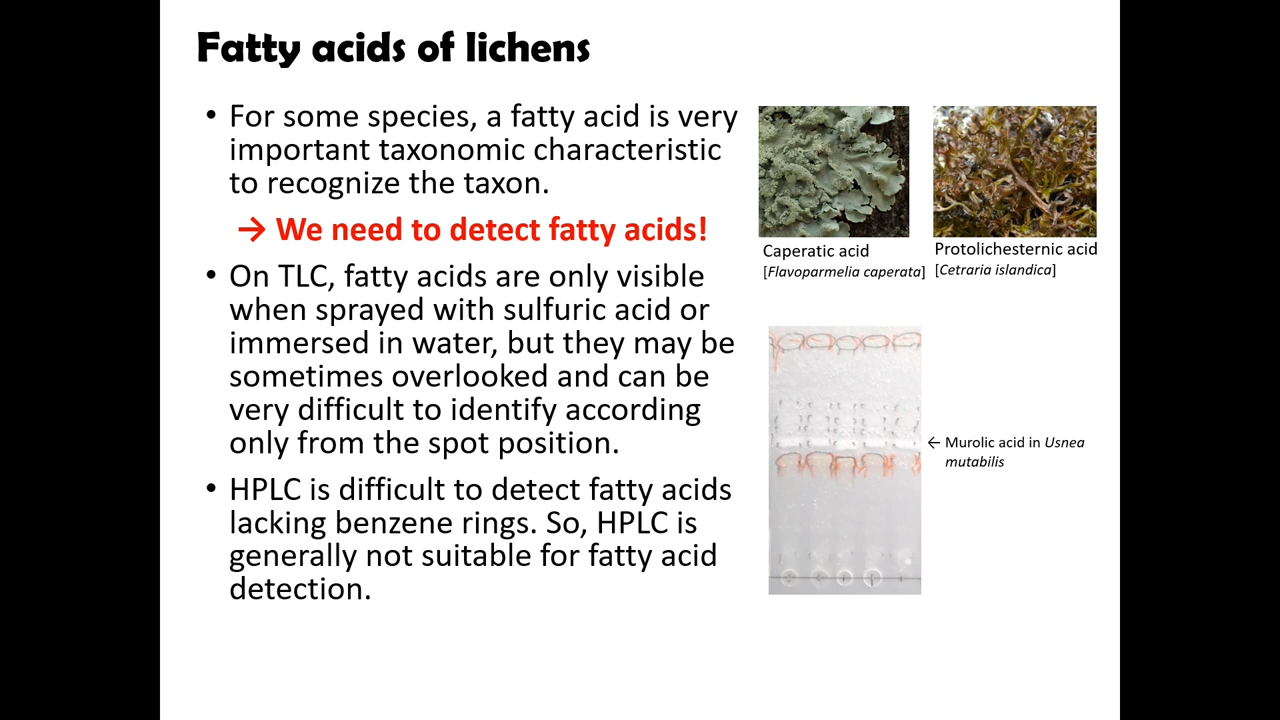 Fatty acids of lichens
• For some species, a fatty acid is very
important taxonomic characteristic
to recognize the taxon.
→ We need to detect fatty acids!
• On TLC, fatty acids are only visible
when sprayed with sulfuric acid or
immersed in water, but they may be
sometimes overlooked and can be
very difficult to identify according
only from the spot position.
• HPLC is difficult to detect fatty acids
lacking benzene rings. So, HPLC is
generally not suitable for fatty acid
detection.
Caperatic acid
[Flavoparmelia caperata]
Protolichesternic acid
[Cetraria islandica]
← Murolic acid in Usnea
mutabilis